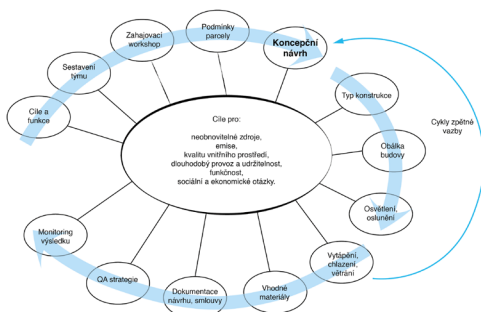 Podmínky
parcely
Zahajovací
workshop
Koncepční
návrh
Sestavení
týmu
Cíle a
funkce
Typ konstrukce
Cykly zpětné
vazby
Obálka
budovy
Osvětlení,
oslunění
Vytápění,
chlazení,
větrání
Vhodné
materiály
Dokumentace
návrhu, smlouvy
QA strategie
Monitoring
výsledku
Cíle pro:
neobnovitelné zdroje,
emise,
kvalitu vnitřního prostředí,
dlouhodobý provoz a udržitelnost,
funkčnost,
sociální a ekonomické otázky.